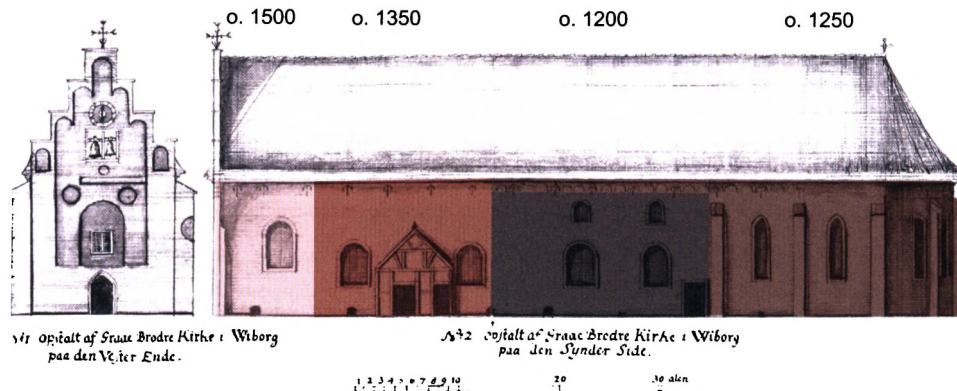 o. 1500
o. 1350
o. 1200
o. 1250
opstalt af Graae Brødre Kirke i Wiborg
paa den Vester Ende.
№2 opstalt af Graae Brødre Kirke i Wiborg
paa den Synder Side.
1 2 3 4 5 6 7 8 9 10 20 30 alen